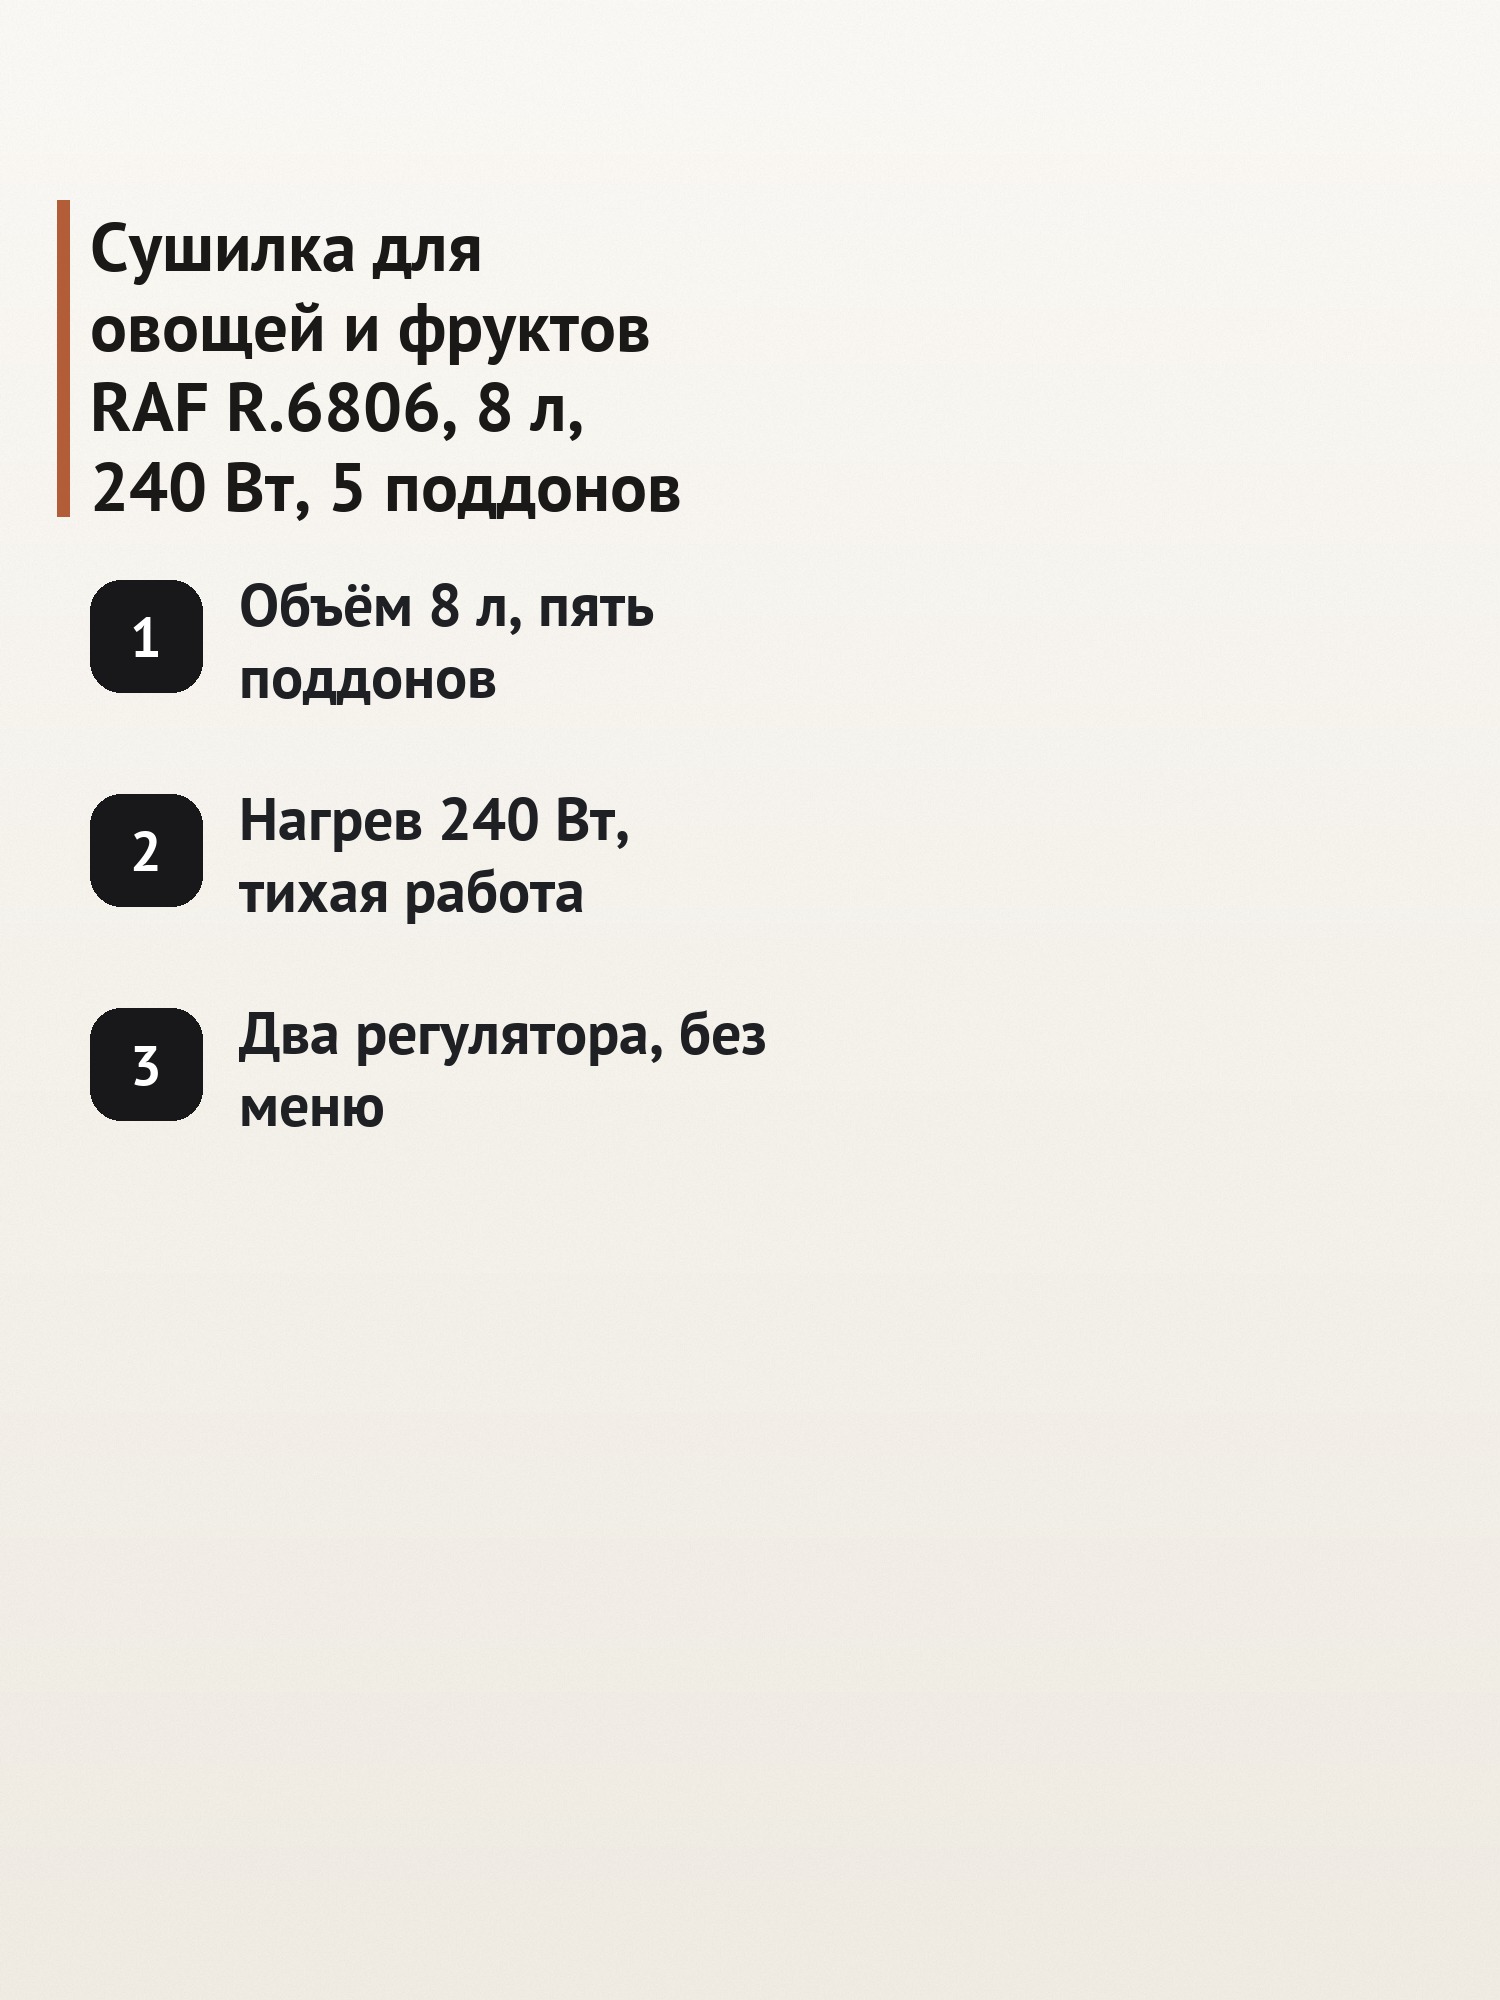 Сушилка для
овощей и фруктов
RAF R.6806, 8 л,
240 Вт, 5 поддонов
1
Объём 8 л, пять
поддонов
2
Нагрев 240 Вт,
тихая работа
3
Два регулятора, без
меню